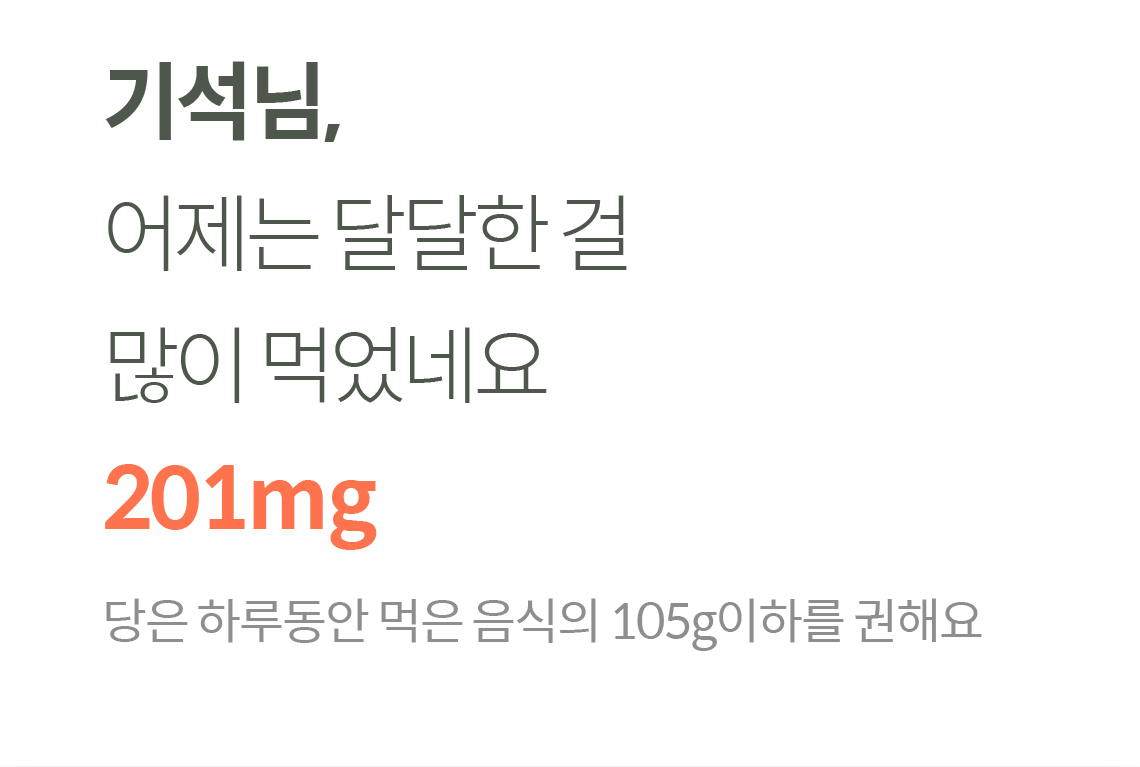 기석님,
어제는 달달한 걸
많이 먹었네요
201mg
당은 하루동안 먹은 음식의 105g이하를 권해요